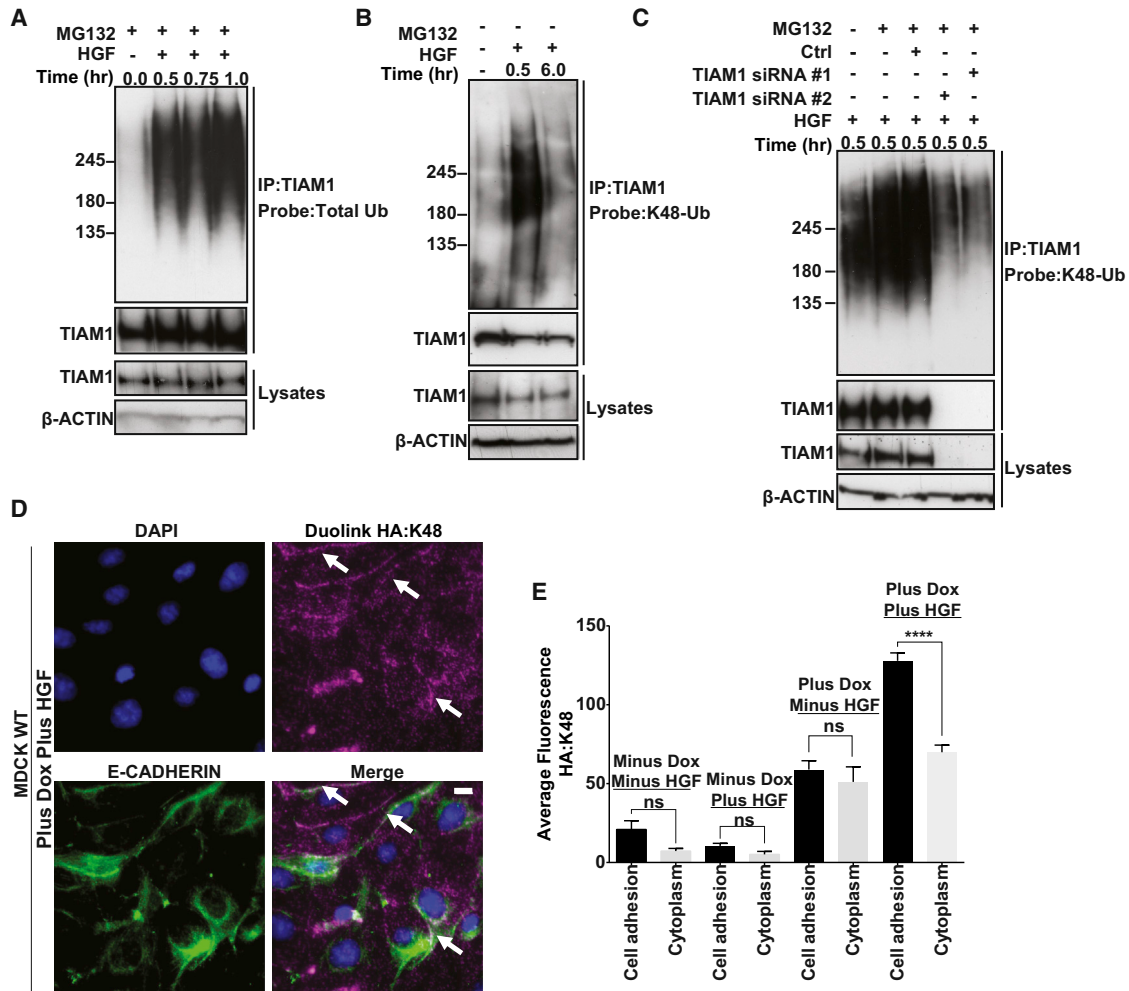 A
MG132 + + + +
HGF - + + +
Time (hr) 0.0 0.5 0.75 1.0
245
180
135
IP:TIAM1
Probe:Total Ub
TIAM1
TIAM1
β-ACTIN
Lysates
B
MG132 - - -
HGF - + +
Time (hr) - 0.5 6.0
245
180
135
IP:TIAM1
Probe:K48-Ub
TIAM1
TIAM1
β-ACTIN
Lysates
C
MG132 - + + + +
Ctrl - - + - -
TIAM1 siRNA #1 - - - - +
TIAM1 siRNA #2 - - - + -
HGF + + + + +
Time (hr) 0.5 0.5 0.5 0.5 0.5
245
180
135
IP:TIAM1
Probe:K48-Ub
TIAM1
TIAM1
β-ACTIN
Lysates
D
MDCK WT
Plus Dox Plus HGF
DAPI
Duolink HA:K48
E-CADHERIN
Merge
E
Average Fluorescence
HA:K48
150
100
50
0
Minus Dox
Minus HGF
ns
Minus Dox
Plus HGF
ns
Plus Dox
Minus HGF
ns
Plus Dox
Plus HGF
****
Cell adhesion
Cytoplasm
Cell adhesion
Cytoplasm
Cell adhesion
Cytoplasm
Cell adhesion
Cytoplasm